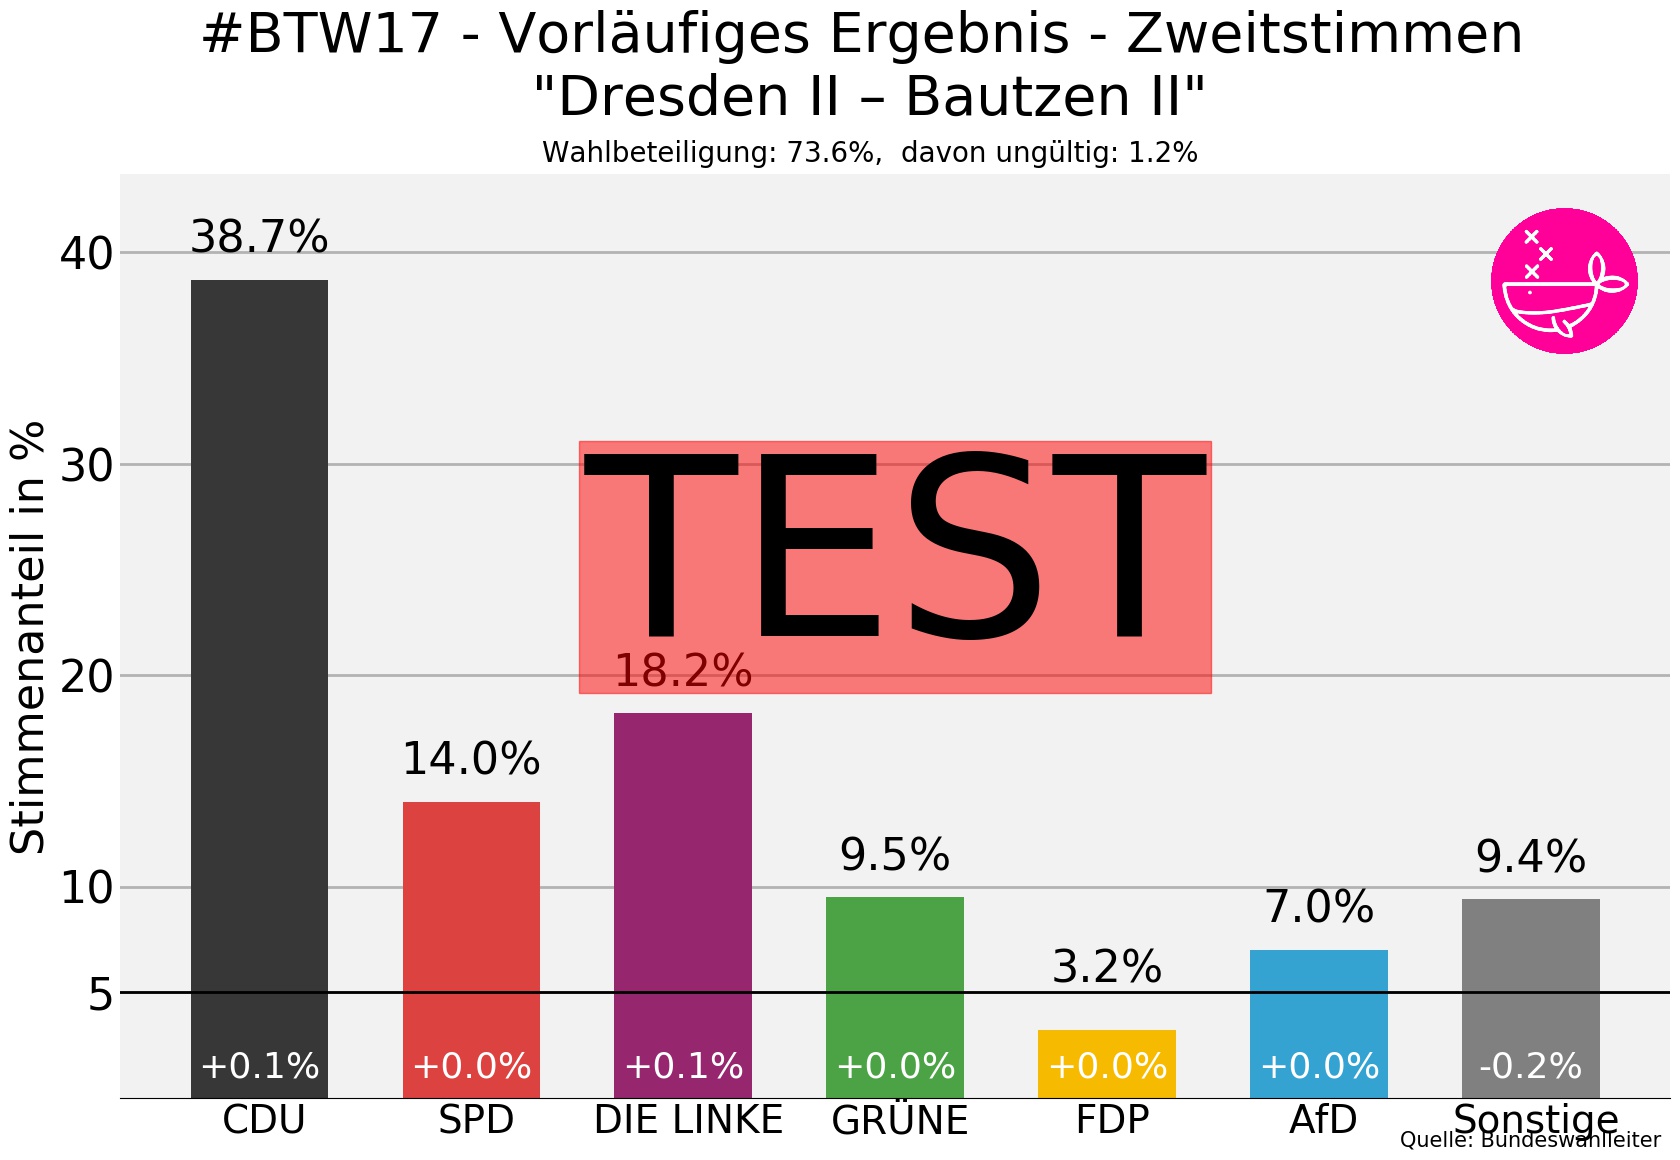 #BTW17 - Vorläufiges Ergebnis - Zweitstimmen
"Dresden II – Bautzen II"
Wahlbeteiligung: 73.6%,  davon ungültig: 1.2%
Stimmenanteil in %
40
30
20
10
5
38.7%
14.0%
18.2%
9.5%
3.2%
7.0%
9.4%
TEST
+0.1%
+0.0%
+0.1%
+0.0%
+0.0%
+0.0%
-0.2%
CDU
SPD
DIE LINKE
GRÜNE
FDP
AfD
Sonstige
Quelle: Bundeswahlleiter